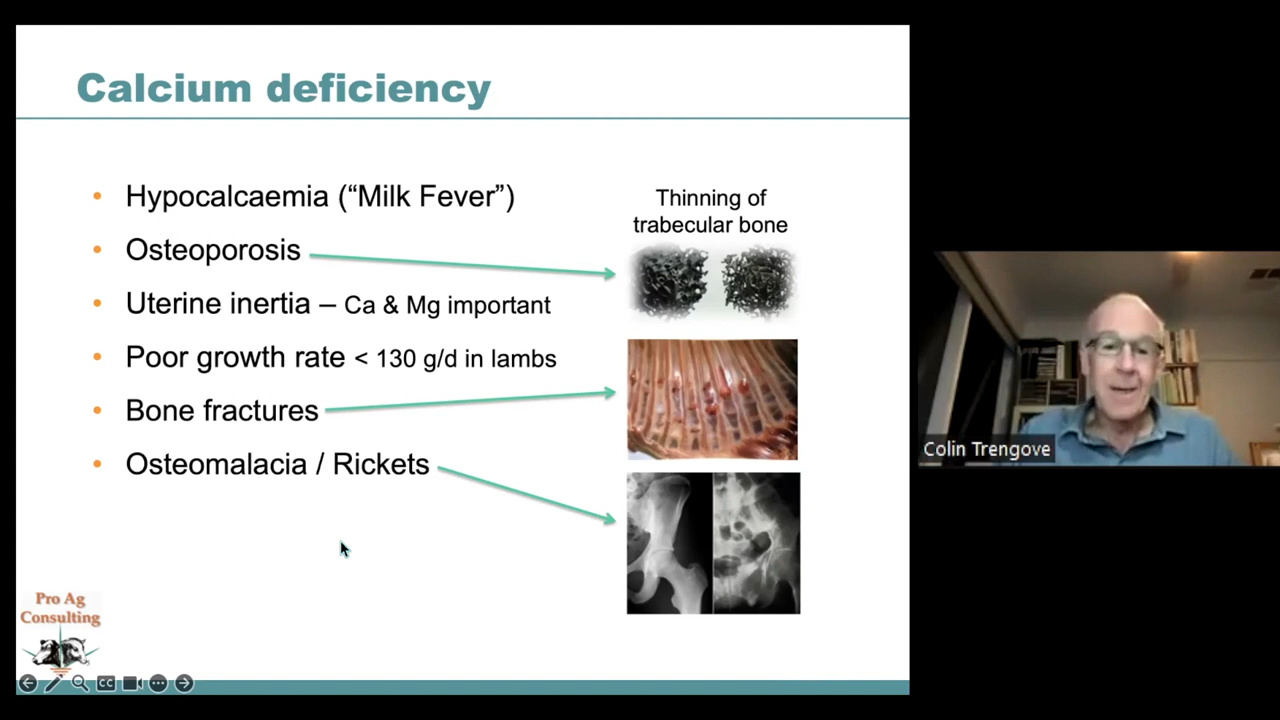 Calcium deficiency
• Hypocalcaemia (“Milk Fever”)
• Osteoporosis
• Uterine inertia – Ca & Mg important
• Poor growth rate < 130 g/d in lambs
• Bone fractures
• Osteomalacia / Rickets
Thinning of
trabecular bone
Pro Ag
Consulting
CC
Colin Trengove